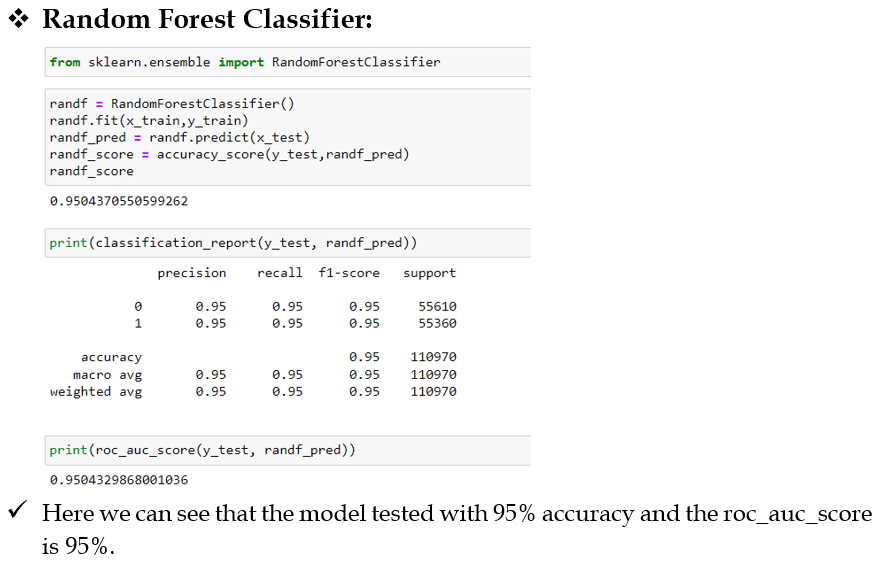 ❖ Random Forest Classifier:
from sklearn.ensemble import RandomForestClassifier
randf = RandomForestClassifier()
randf.fit(x_train,y_train)
randf_pred = randf.predict(x_test)
randf_score = accuracy_score(y_test,randf_pred)
randf_score
0.9504370550599262
print(classification_report(y_test, randf_pred))
precision recall f1-score support
0 0.95 0.95 0.95 55610
1 0.95 0.95 0.95 55360
accuracy 0.95 110970
macro avg 0.95 0.95 0.95 110970
weighted avg 0.95 0.95 0.95 110970
print(roc_auc_score(y_test, randf_pred))
0.9504329868001036
✓ Here we can see that the model tested with 95% accuracy and the roc_auc_score
is 95%.